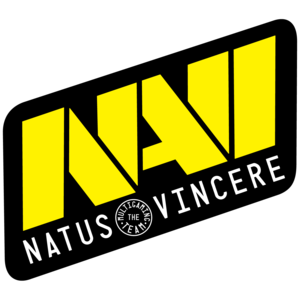 NAVI
NATUS VINCERE
MULTIGAMING
THE
TEAM